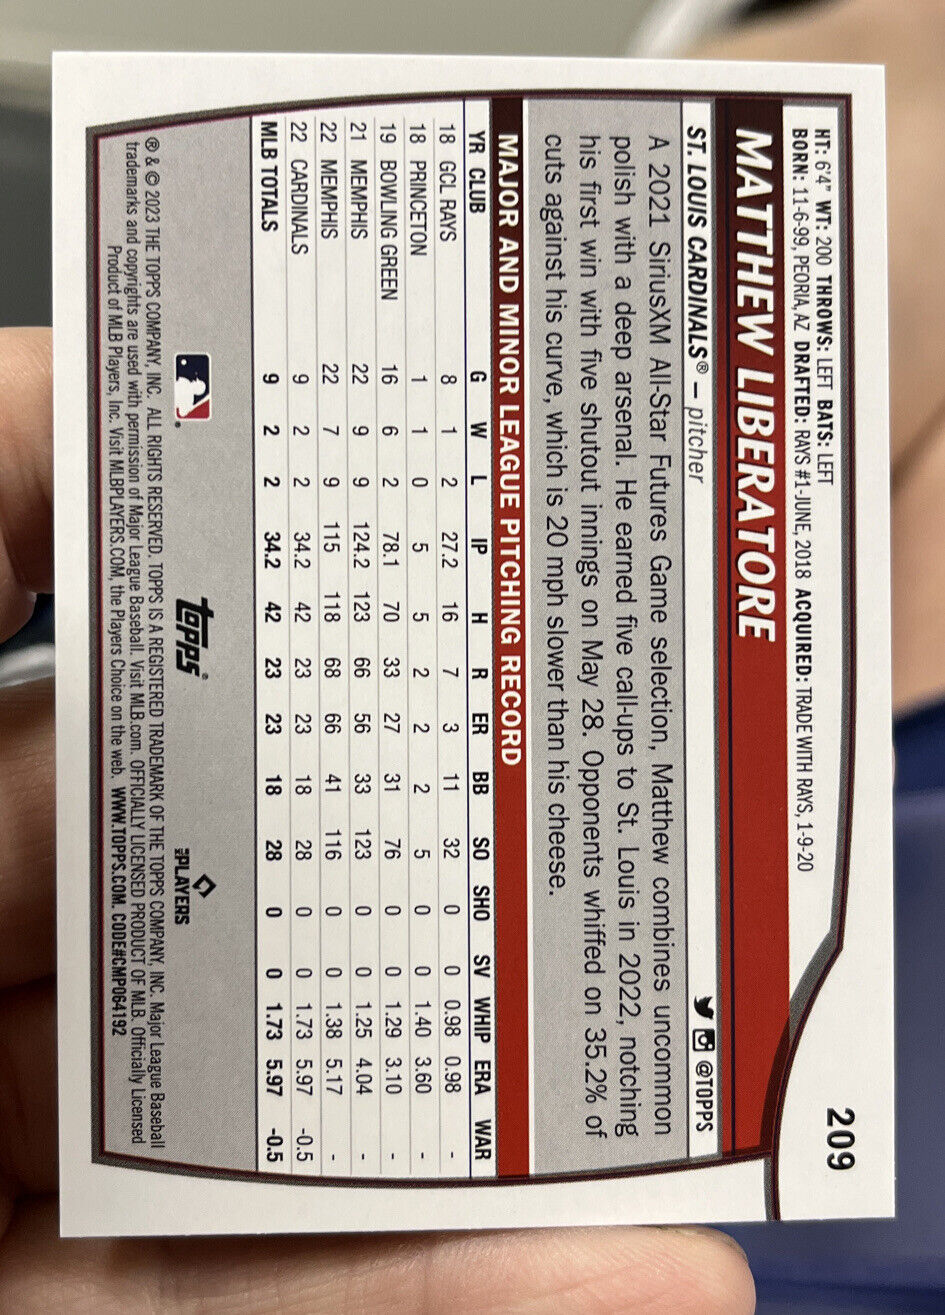 209
HT: 6'4" WT: 200 THROWS: LEFT BATS: LEFT
BORN: 11-6-99, PEORIA, AZ DRAFTED: RAYS #1-JUNE, 2018 ACQUIRED: TRADE WITH RAYS, 1-9-20
MATTHEW LIBERATORE
ST. LOUIS CARDINALS® – pitcher @TOPPS
A 2021 SiriusXM All-Star Futures Game selection, Matthew combines uncommon
polish with a deep arsenal. He earned five call-ups to St. Louis in 2022, notching
his first win with five shutout innings on May 28. Opponents whiffed on 35.2% of
cuts against his curve, which is 20 mph slower than his cheese.
MAJOR AND MINOR LEAGUE PITCHING RECORD
YR CLUB G W L IP H R ER BB SO SHO SV WHIP ERA WAR
18 GCL RAYS 8 1 2 27.2 16 7 3 11 32 0 0 0.98 0.98 -
18 PRINCETON 1 1 0 5 5 2 2 2 5 0 0 1.40 3.60 -
19 BOWLING GREEN 16 6 2 78.1 70 33 27 31 76 0 0 1.29 3.10 -
21 MEMPHIS 22 9 9 124.2 123 66 56 33 123 0 0 1.25 4.04 -
22 MEMPHIS 22 7 9 115 118 68 66 41 116 0 0 1.38 5.17 -
22 CARDINALS 9 2 2 34.2 42 23 23 18 28 0 0 1.73 5.97 -0.5
MLB TOTALS 9 2 2 34.2 42 23 23 18 28 0 0 1.73 5.97 -0.5
topps® MLB PLAYERS
® & © 2023 THE TOPPS COMPANY, INC. ALL RIGHTS RESERVED. TOPPS IS A REGISTERED TRADEMARK OF THE TOPPS COMPANY, INC. Major League Baseball
trademarks and copyrights are used with permission of Major League Baseball. Visit MLB.com. OFFICIALLY LICENSED PRODUCT OF MLB. Officially Licensed
Product of MLB Players, Inc. Visit MLBPLAYERS.COM, the Players Choice on the web. WWW.TOPPS.COM. CODE#CMP064192